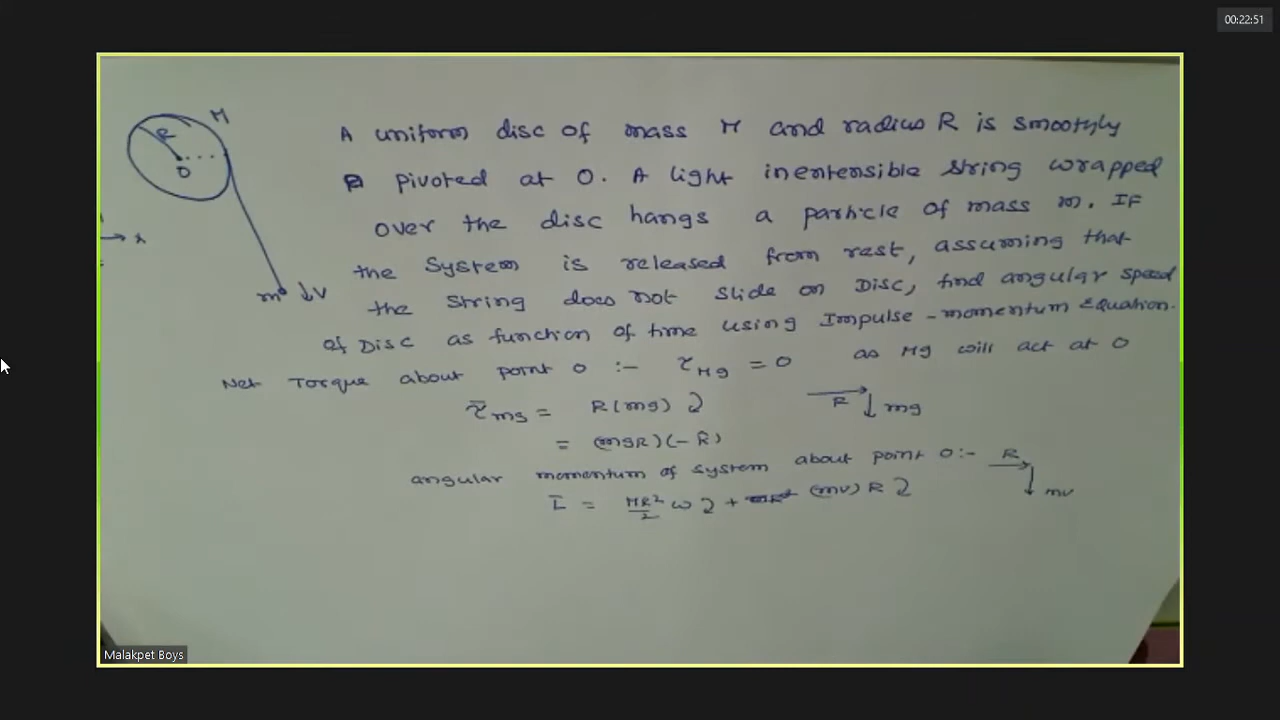 00:22:51
M
R
O
A uniform disc of mass M and radius R is smoothly
pivoted at O. A light inentensible string wrapped
over the disc hangs a particle of mass m. IF
the System is released from rest, assuming that
the string does not slide on Disc, find angular speed
of Disc as function of time using Impulse - momentum Equation.
x
m ↓V
Net Torque about point O :- τMg = 0 as Mg will act at O
τ̄mg = R(mg) R mg
= (mgR)(-k̂)
angular momentum of system about point O:- R
L̄ = MR²/2 ω + (mv) R mv
Malakpet Boys